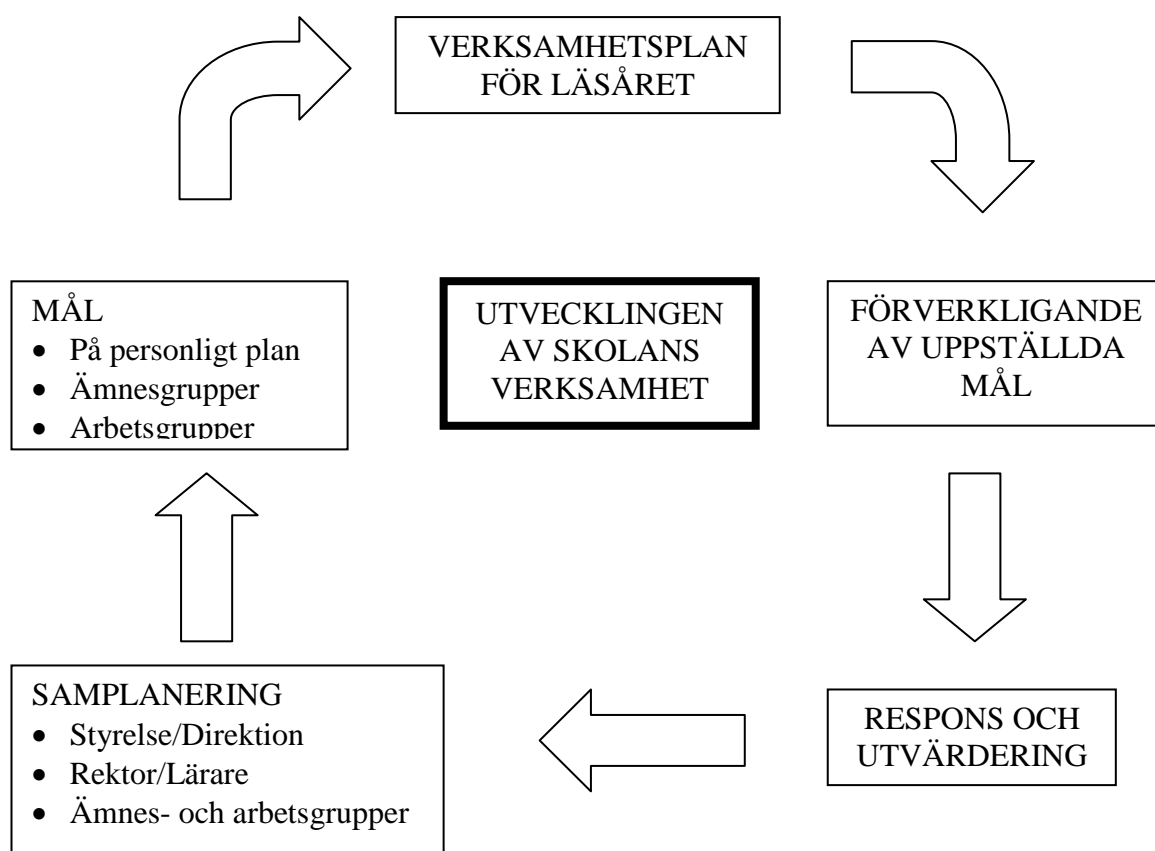 VERKSAMHETSPLAN
FÖR LÄSÅRET
MÅL
• På personligt plan
• Ämnesgrupper
• Arbetsgrupper
UTVECKLINGEN
AV SKOLANS
VERKSAMHET
FÖRVERKLIGANDE
AV UPPSTÄLLDA
MÅL
SAMPLANERING
• Styrelse/Direktion
• Rektor/Lärare
• Ämnes- och arbetsgrupper
RESPONS OCH
UTVÄRDERING